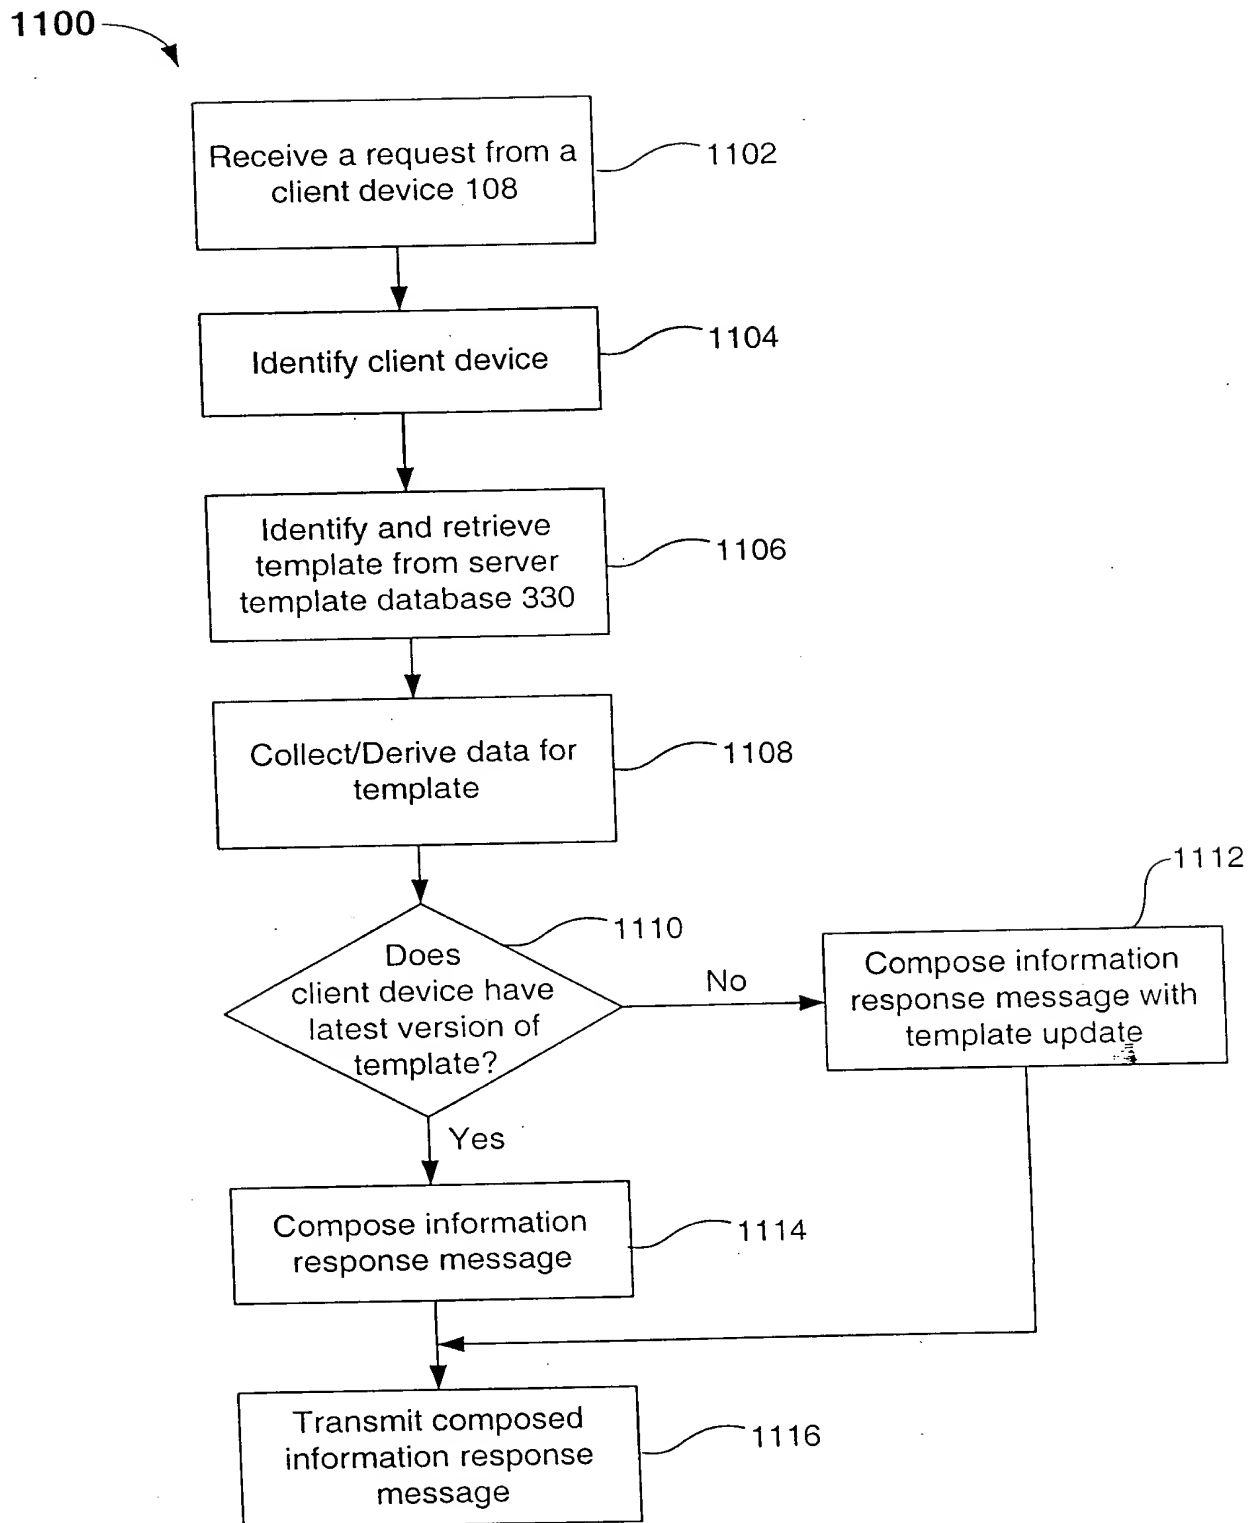 1100
Receive a request from a
client device 108
1102
Identify client device
1104
Identify and retrieve
template from server
template database 330
1106
Collect/Derive data for
template
1108
Does
client device have
latest version of
template?
1110
No
Compose information
response message with
template update
1112
Yes
Compose information
response message
1114
Transmit composed
information response
message
1116